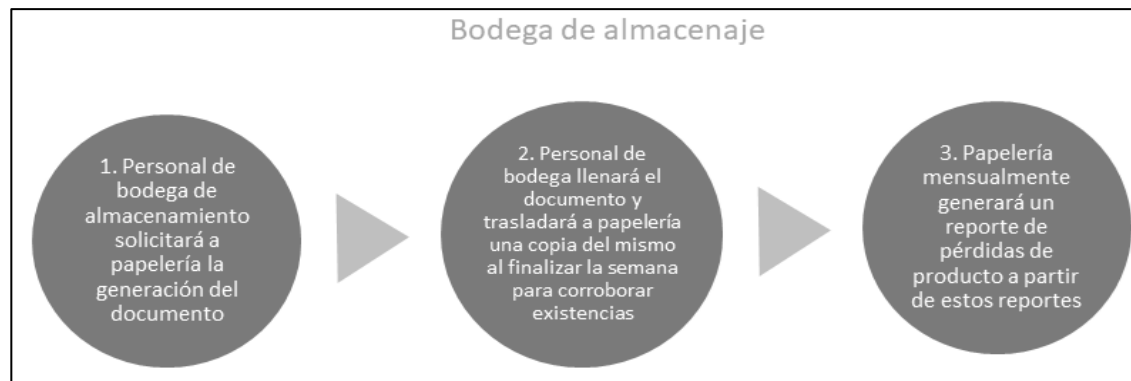 Bodega de almacenaje
1. Personal de
bodega de
almacenamiento
solicitará a
papelería la
generación del
documento
2. Personal de
bodega llenará el
documento y
trasladará a papelería
una copia del mismo
al finalizar la semana
para corroborar
existencias
3. Papelería
mensualmente
generará un
reporte de
pérdidas de
producto a partir
de estos reportes